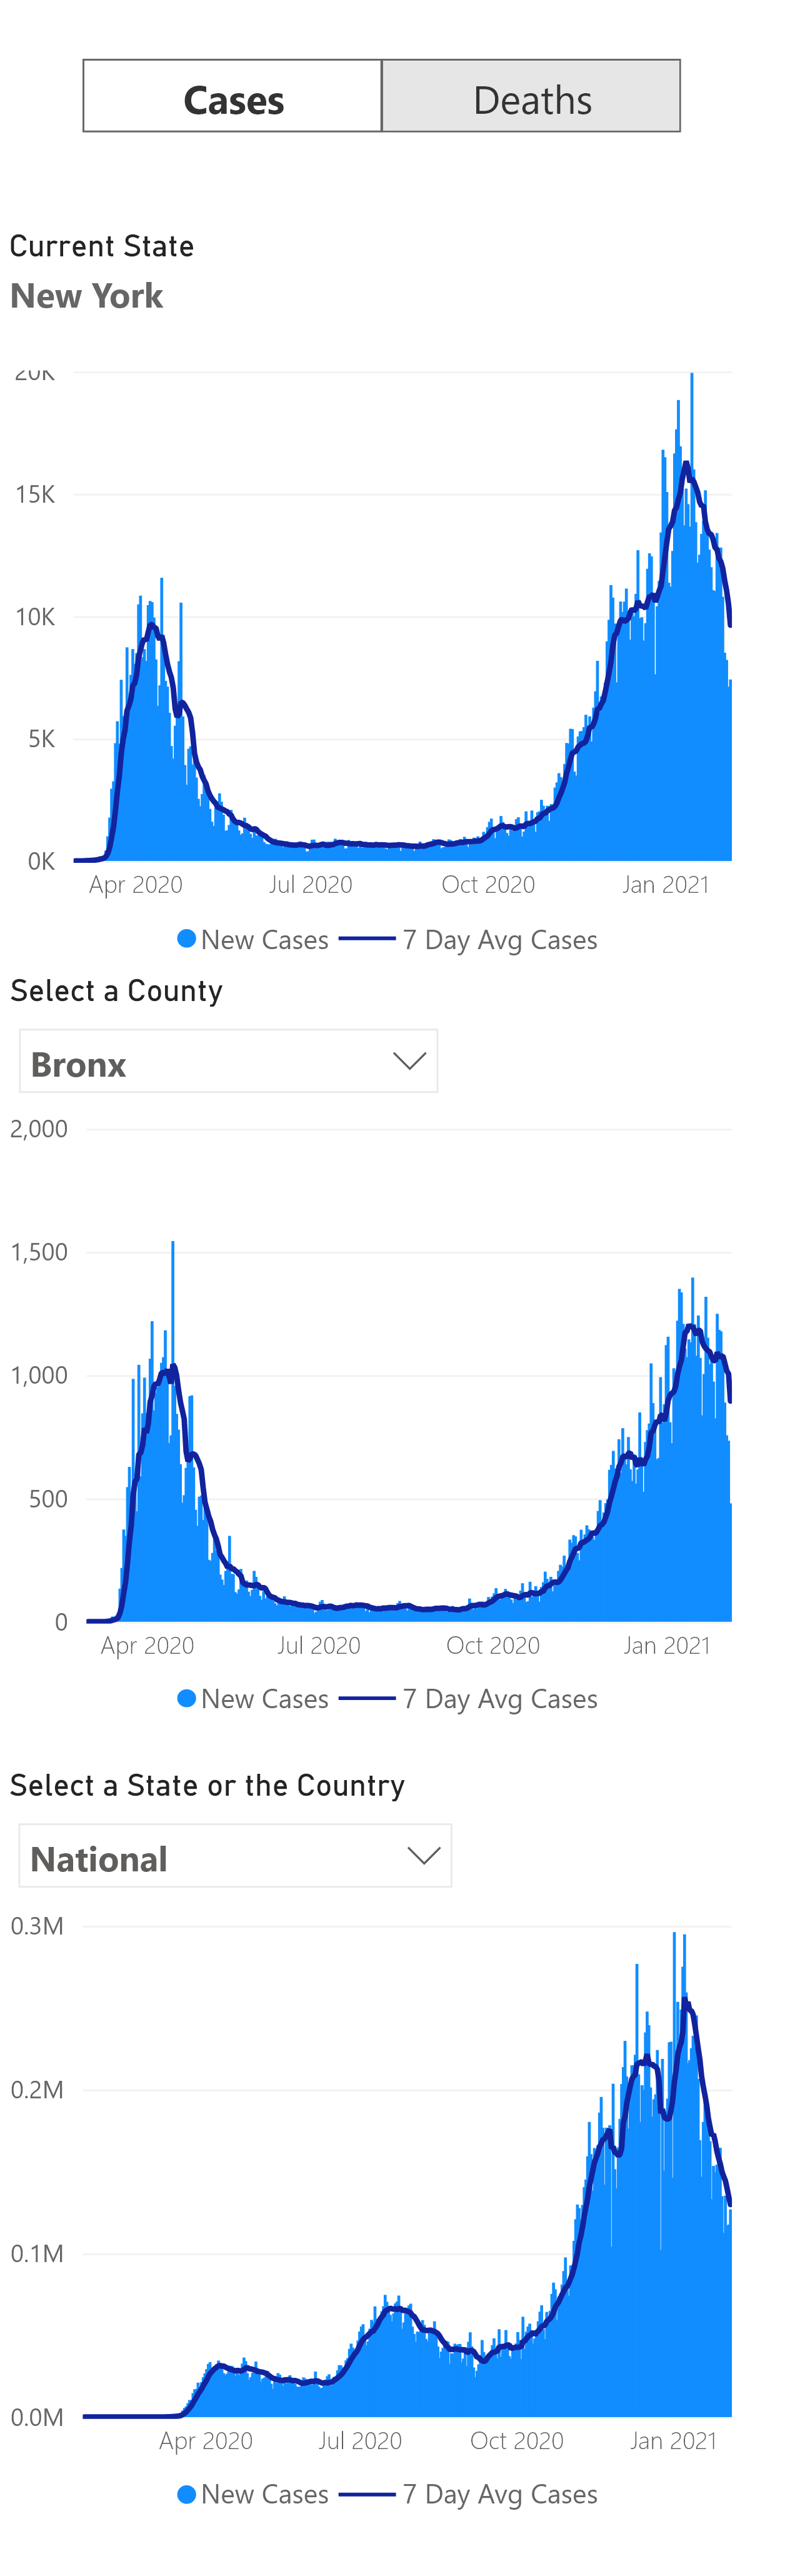 Cases Deaths
Current State
New York
20K
15K
10K
5K
0K
Apr 2020 Jul 2020 Oct 2020 Jan 2021
New Cases 7 Day Avg Cases
Select a County
Bronx
2,000
1,500
1,000
500
0
Apr 2020 Jul 2020 Oct 2020 Jan 2021
New Cases 7 Day Avg Cases
Select a State or the Country
National
0.3M
0.2M
0.1M
0.0M
Apr 2020 Jul 2020 Oct 2020 Jan 2021
New Cases 7 Day Avg Cases